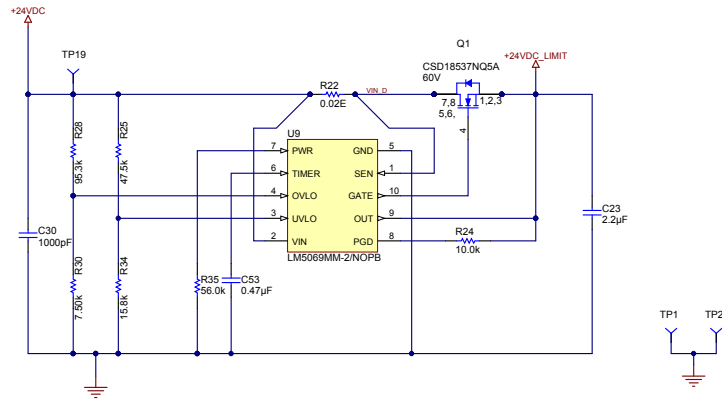 +24VDC
TP19
Q1
CSD18537NQ5A
60V
+24VDC_LIMIT
R22
0.02E
VIN_D
7,8
5,6,
1,2,3
4
R28
95.3k
R25
47.5k
U9
7 PWR GND 5
6 TIMER SEN 1
4 OVLO GATE 10
3 UVLO OUT 9
2 VIN PGD 8
LM5069MM-2/NOPB
R24
10.0k
C23
2.2µF
C30
1000pF
R30
7.50k
R34
15.8k
R35
56.0k
C53
0.47µF
TP1
TP2